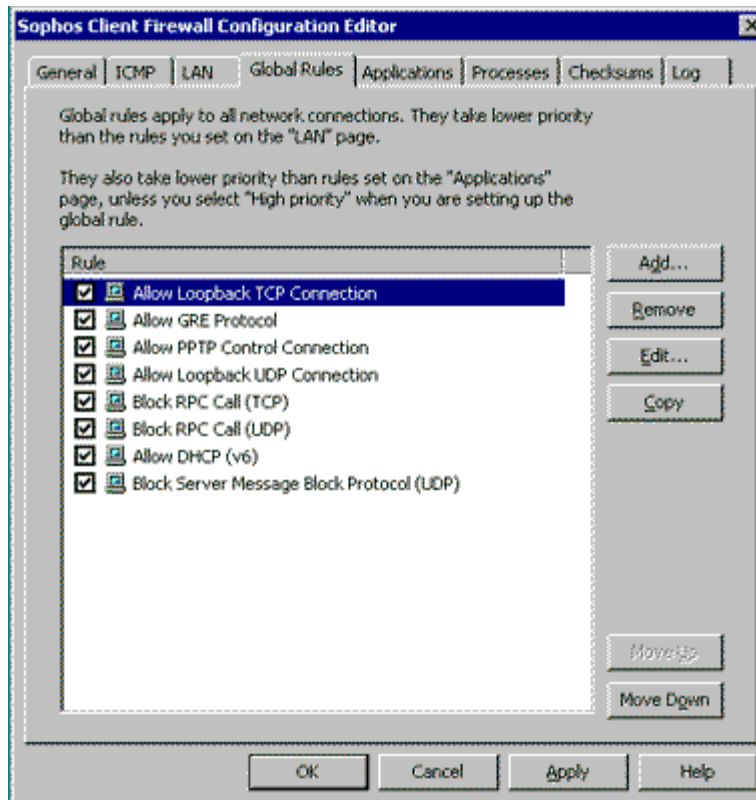 Sophos Client Firewall Configuration Editor
General ICMP LAN Global Rules Applications Processes Checksums Log
Global rules apply to all network connections. They take lower priority
than the rules you set on the "LAN" page.
They also take lower priority than rules set on the "Applications"
page, unless you select "High priority" when you are setting up the
global rule.
Rule
Allow Loopback TCP Connection
Allow GRE Protocol
Allow PPTP Control Connection
Allow Loopback UDP Connection
Block RPC Call (TCP)
Block RPC Call (UDP)
Allow DHCP (v6)
Block Server Message Block Protocol (UDP)
Add...
Remove
Edit...
Copy
Move Up
Move Down
OK Cancel Apply Help